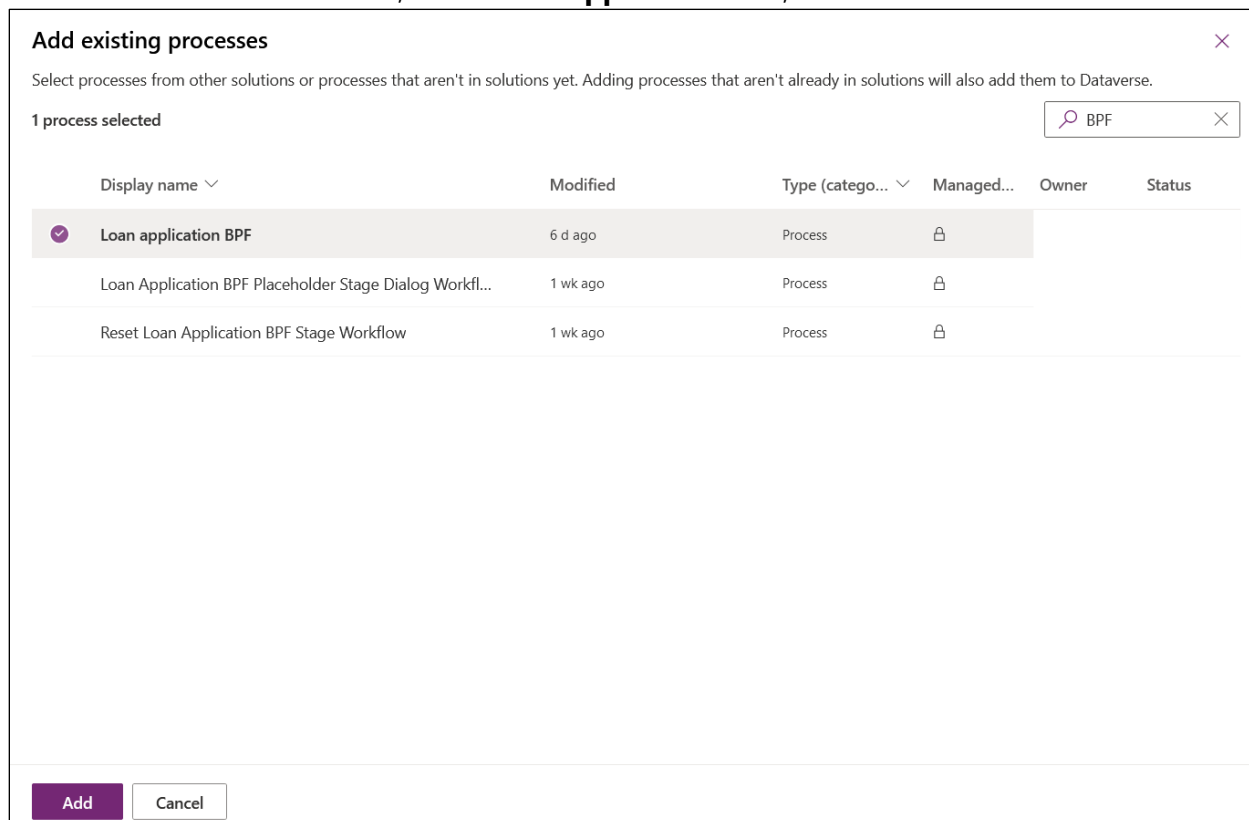 Add existing processes
Select processes from other solutions or processes that aren't in solutions yet. Adding processes that aren't already in solutions will also add them to Dataverse.
1 process selected
BPF
Display name Modified Type (catego... Managed... Owner Status
Loan application BPF 6 d ago Process
Loan Application BPF Placeholder Stage Dialog Workfl... 1 wk ago Process
Reset Loan Application BPF Stage Workflow 1 wk ago Process
Add Cancel